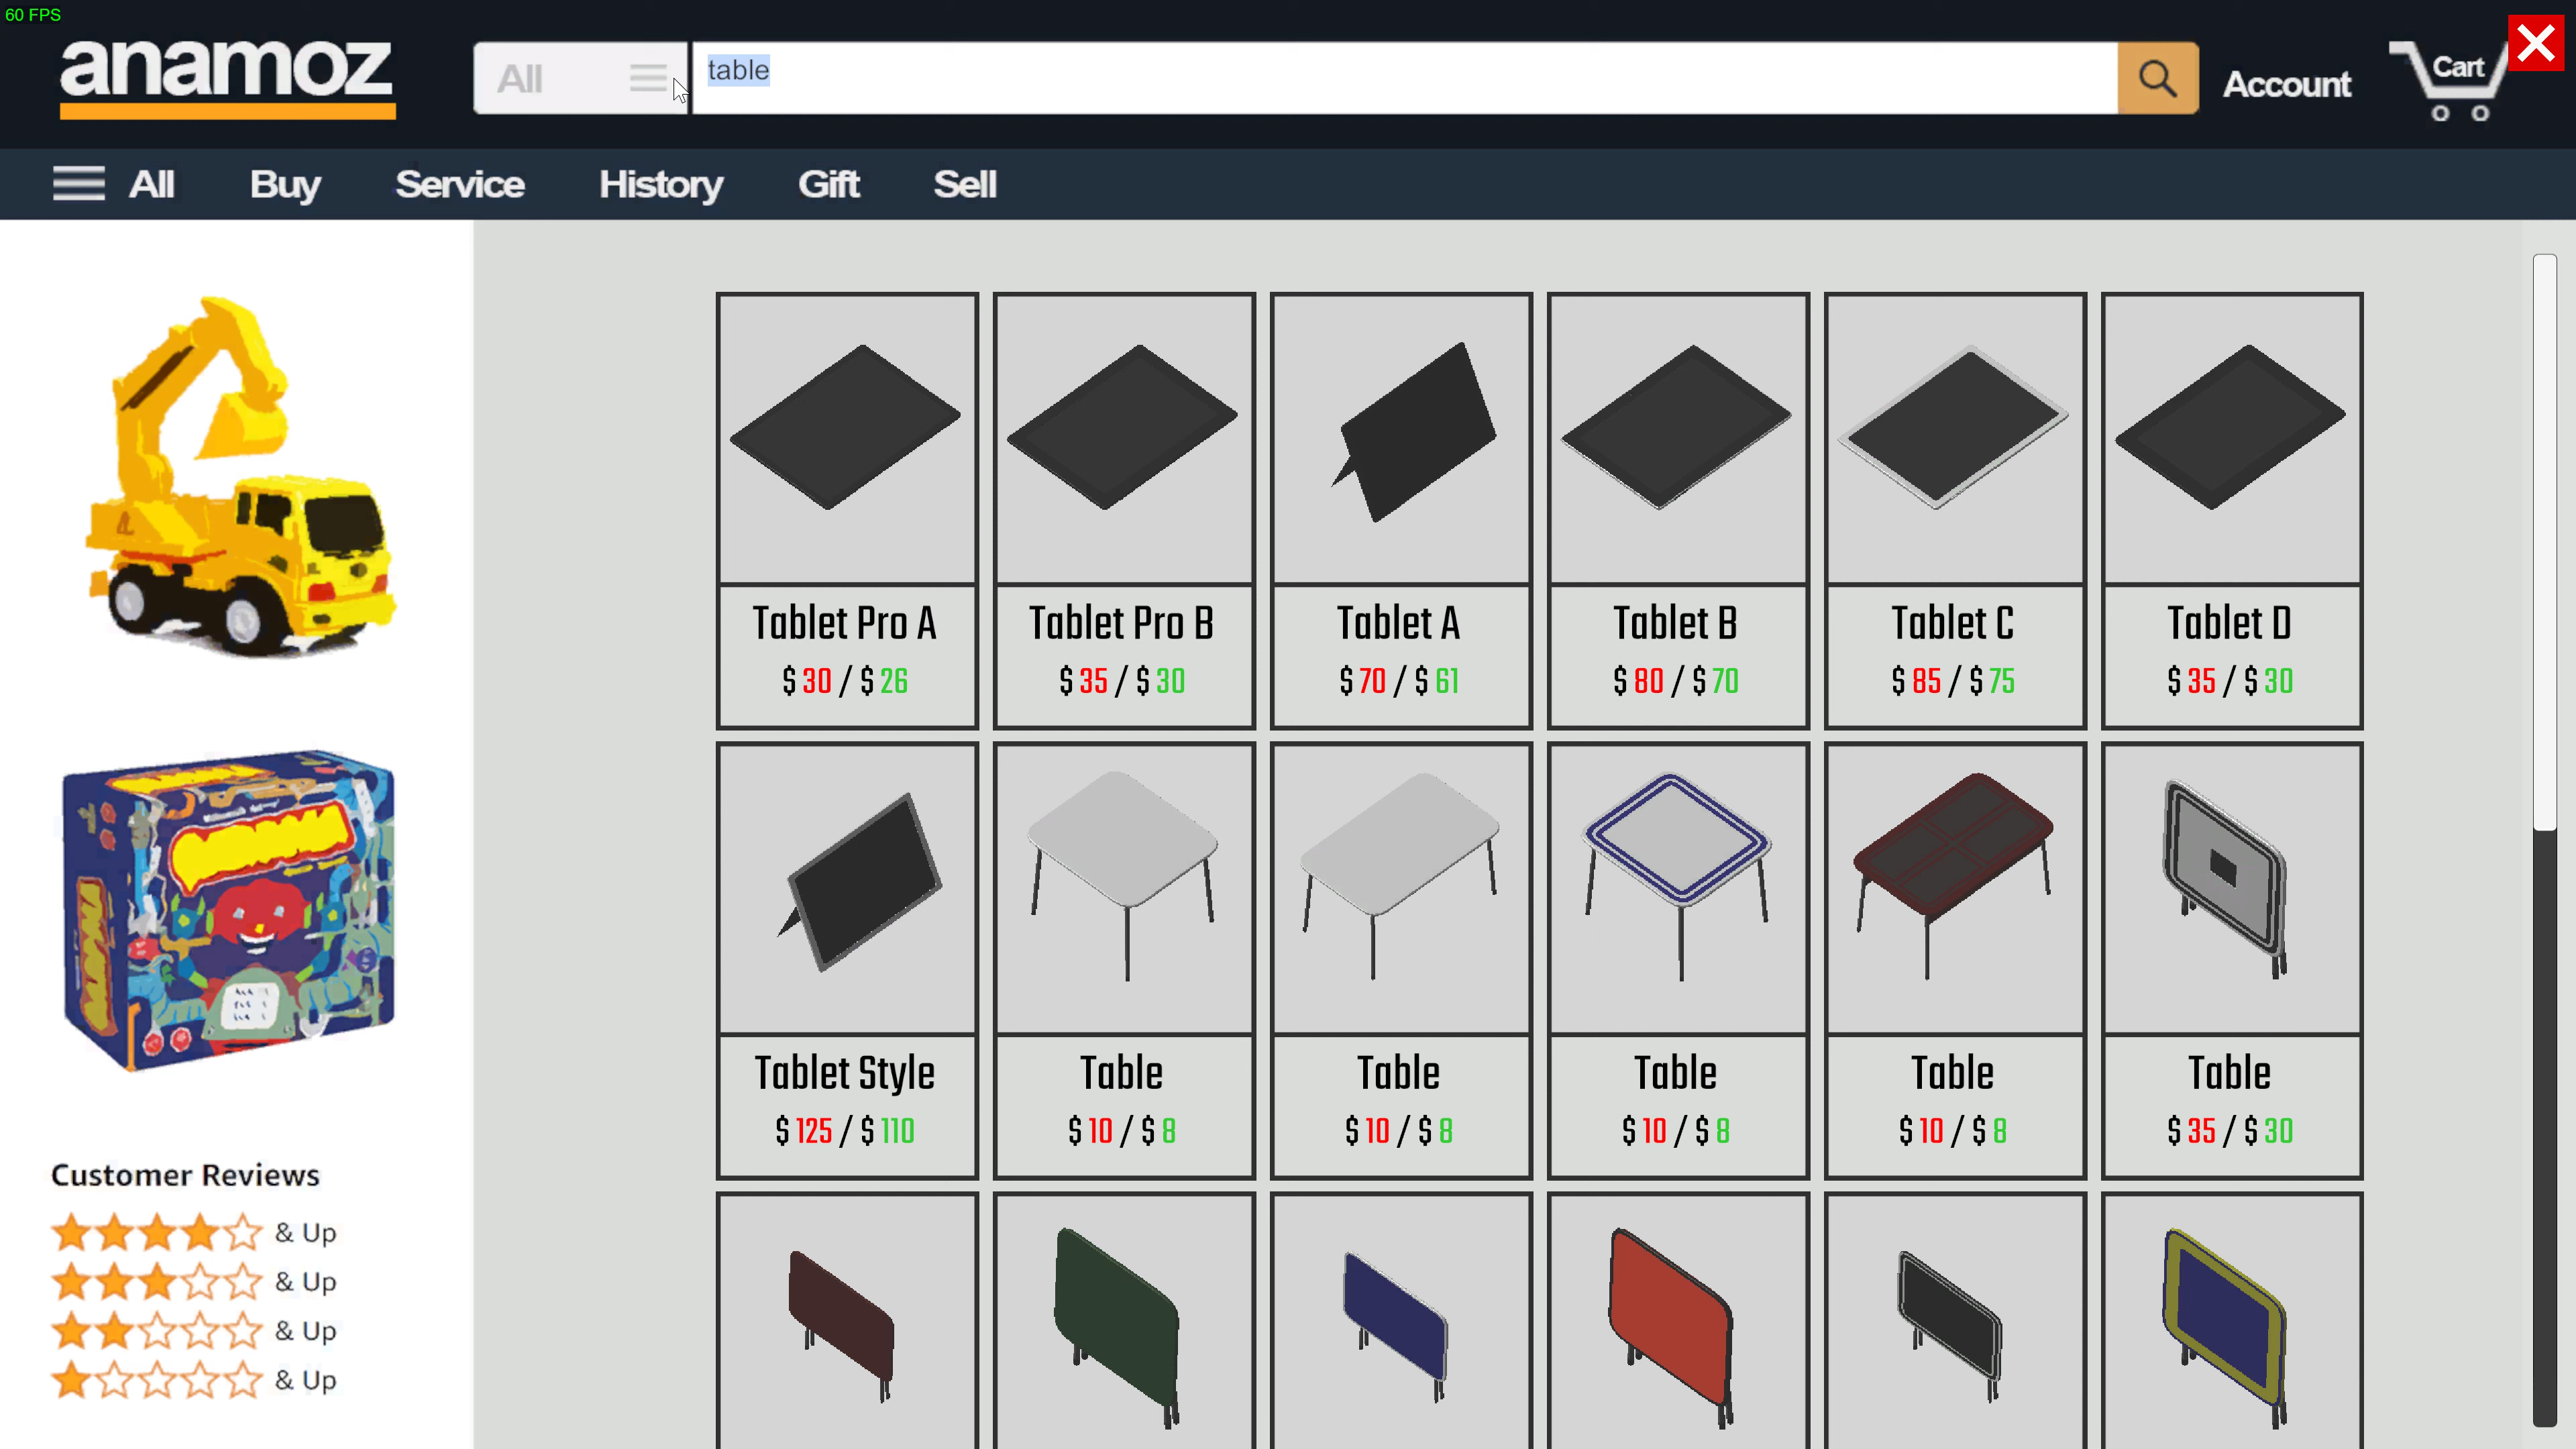 60 FPS
anamoz
All
table
Account
Cart
All
Buy
Service
History
Gift
Sell
Tablet Pro A
$ 30 / $ 26
Tablet Pro B
$ 35 / $ 30
Tablet A
$ 70 / $ 61
Tablet B
$ 80 / $ 70
Tablet C
$ 85 / $ 75
Tablet D
$ 35 / $ 30
Tablet Style
$ 125 / $ 110
Table
$ 10 / $ 8
Table
$ 10 / $ 8
Table
$ 10 / $ 8
Table
$ 10 / $ 8
Table
$ 35 / $ 30
Customer Reviews
& Up
& Up
& Up
& Up